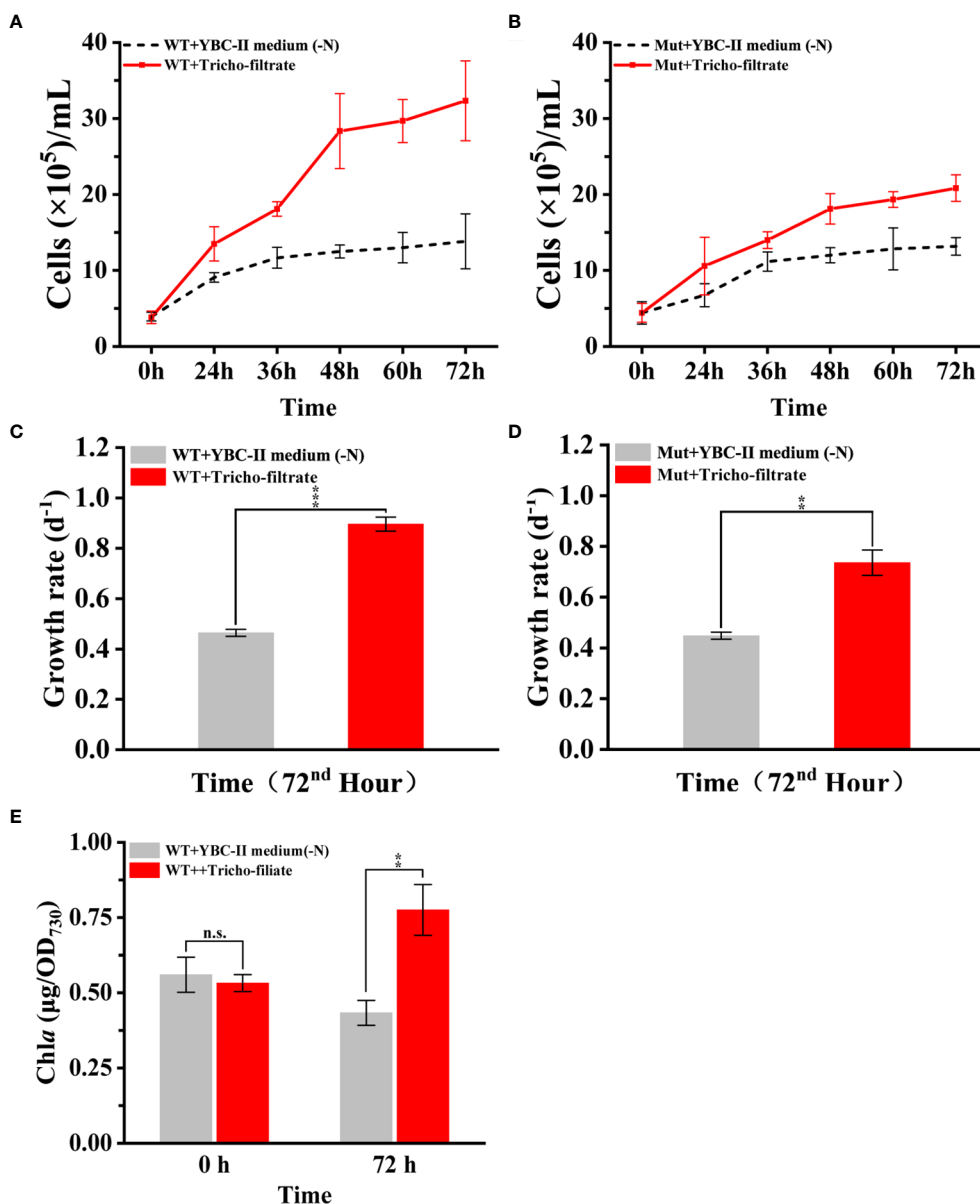 A
WT+YBC-II medium (-N)
WT+Tricho-filtrate
40
30
20
10
0
Cells (×10⁵)/mL
0h 24h 36h 48h 60h 72h
Time
B
Mut+YBC-II medium (-N)
Mut+Tricho-filtrate
40
30
20
10
0
Cells (×10⁵)/mL
0h 24h 36h 48h 60h 72h
Time
C
WT+YBC-II medium (-N)
WT+Tricho-filtrate
***
1.2
1.0
0.8
0.6
0.4
0.2
0.0
Growth rate (d⁻¹)
Time（72ⁿᵈ Hour）
D
Mut+YBC-II medium (-N)
Mut+Tricho-filtrate
**
1.2
1.0
0.8
0.6
0.4
0.2
0.0
Growth rate (d⁻¹)
Time（72ⁿᵈ Hour）
E
WT+YBC-II medium(-N)
WT++Tricho-filiate
n.s.
**
1.00
0.75
0.50
0.25
0.00
Chla (µg/OD₇₃₀)
0 h 72 h
Time